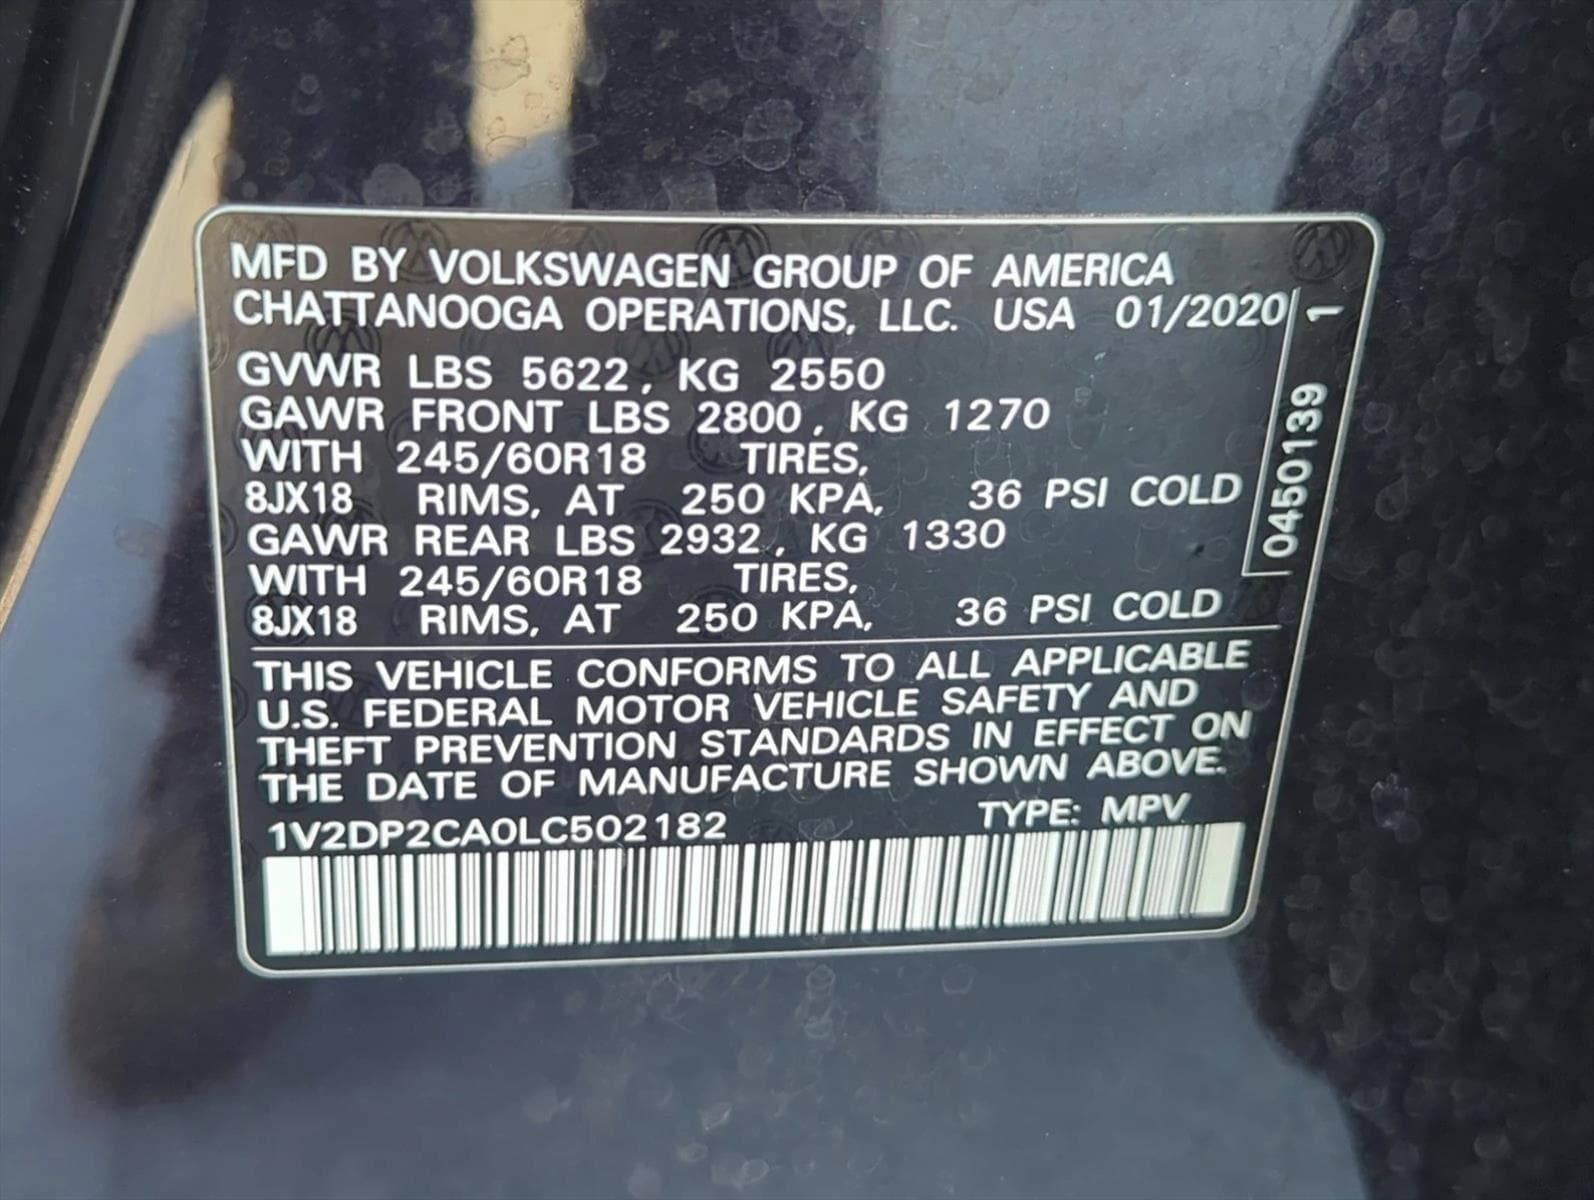 MFD BY VOLKSWAGEN GROUP OF AMERICA
CHATTANOOGA OPERATIONS, LLC. USA 01/2020
GVWR LBS 5622, KG 2550
GAWR FRONT LBS 2800, KG 1270
WITH 245/60R18 TIRES,
8JX18 RIMS, AT 250 KPA, 36 PSI COLD
GAWR REAR LBS 2932, KG 1330
WITH 245/60R18 TIRES,
8JX18 RIMS, AT 250 KPA, 36 PSI COLD
THIS VEHICLE CONFORMS TO ALL APPLICABLE
U.S. FEDERAL MOTOR VEHICLE SAFETY AND
THEFT PREVENTION STANDARDS IN EFFECT ON
THE DATE OF MANUFACTURE SHOWN ABOVE.
1V2DP2CA0LC502182 TYPE: MPV
0450139 1